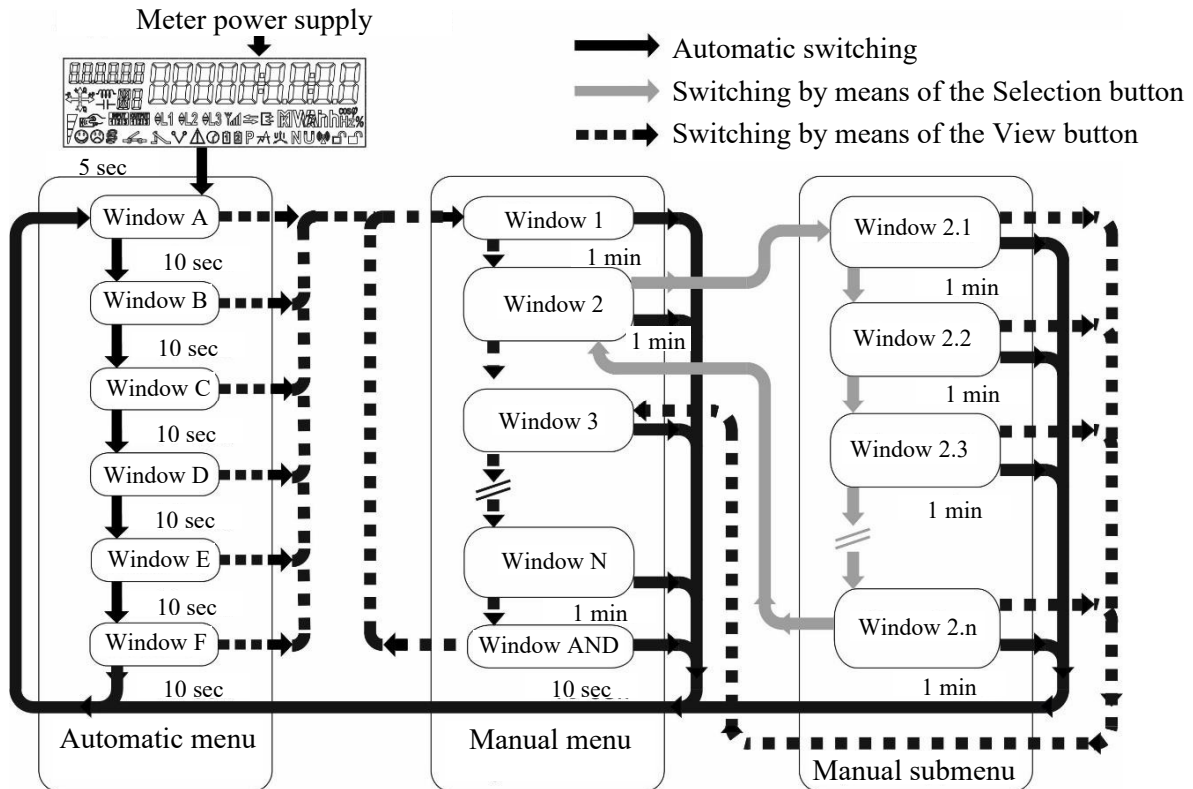 Meter power supply
Automatic switching
Switching by means of the Selection button
Switching by means of the View button
5 sec
Window A
10 sec
Window B
10 sec
Window C
10 sec
Window D
10 sec
Window E
10 sec
Window F
10 sec
Automatic menu
Window 1
1 min
Window 2
1 min
Window 3
Window N
1 min
Window AND
10 sec
Manual menu
Window 2.1
1 min
Window 2.2
1 min
Window 2.3
1 min
Window 2.n
1 min
Manual submenu
L1 L2 L3